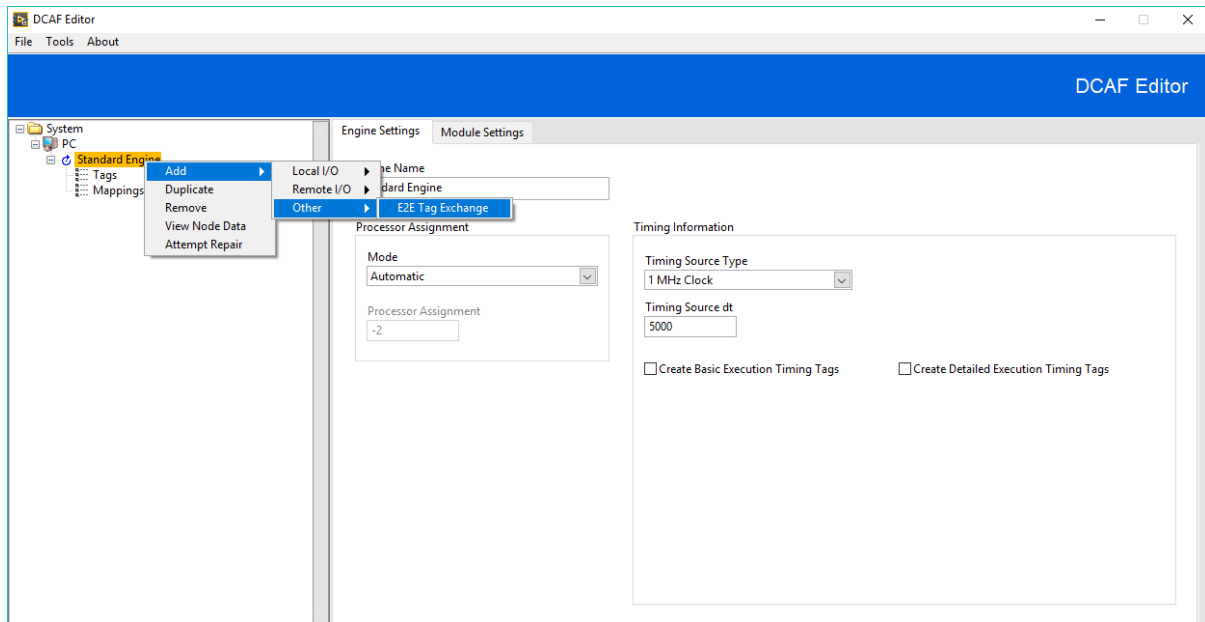 DCAF Editor
File Tools About
DCAF Editor
System
PC
Standard Engine
Tags
Mappings
Add
Duplicate
Remove
View Node Data
Attempt Repair
Local I/O
Remote I/O
Other
E2E Tag Exchange
Engine Settings Module Settings
ne Name
dard Engine
Processor Assignment
Mode
Automatic
Processor Assignment
-2
Timing Information
Timing Source Type
1 MHz Clock
Timing Source dt
5000
Create Basic Execution Timing Tags Create Detailed Execution Timing Tags